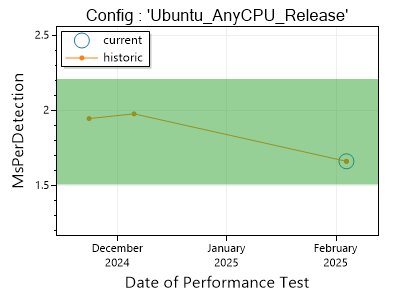 Config : 'Ubuntu_AnyCPU_Release'
current
historic
MsPerDetection
2.5
2
1.5
December
2024
January
2025
February
2025
Date of Performance Test